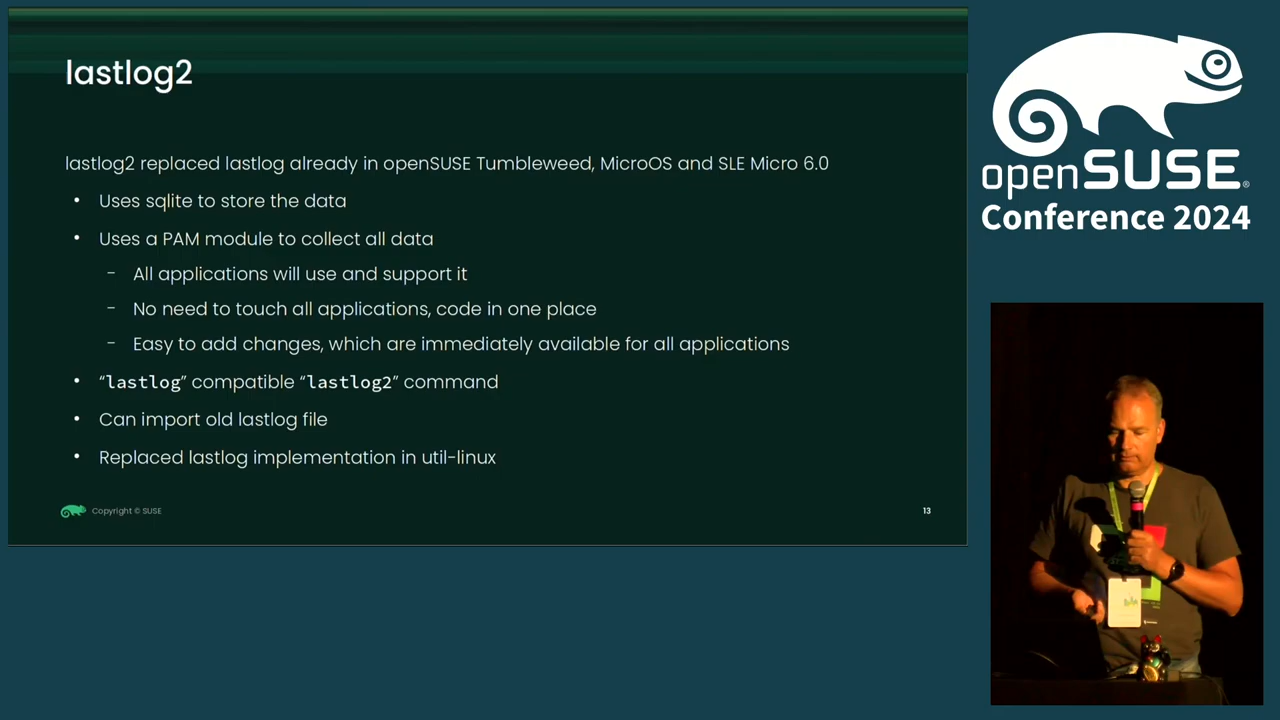 lastlog2
lastlog2 replaced lastlog already in openSUSE Tumbleweed, MicroOS and SLE Micro 6.0
• Uses sqlite to store the data
• Uses a PAM module to collect all data
- All applications will use and support it
- No need to touch all applications, code in one place
- Easy to add changes, which are immediately available for all applications
• “lastlog” compatible “lastlog2” command
• Can import old lastlog file
• Replaced lastlog implementation in util-linux
Copyright © SUSE
13
openSUSE®
Conference 2024